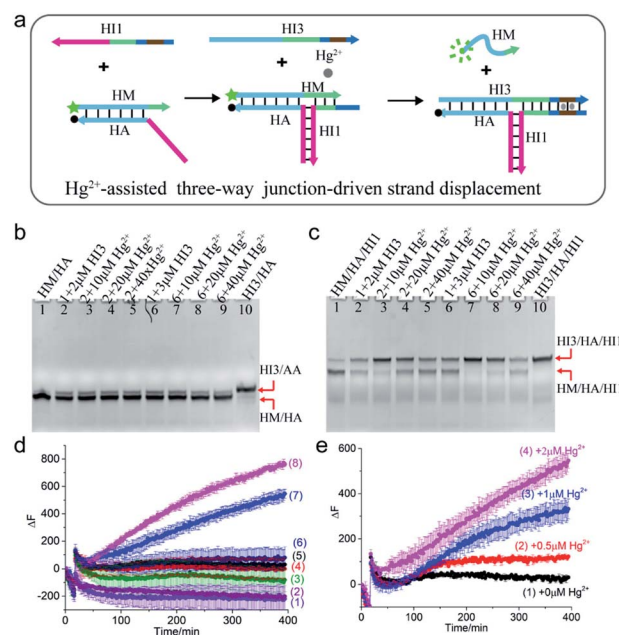 a
HI1 HI3 HM
Hg²⁺
+ + +
HM HM HI3
HA HA HI1 HA HI1
Hg²⁺-assisted three-way junction-driven strand displacement
b
HM/HA
1+2μM HI3
2+10μM Hg²⁺
2+20μM Hg²⁺
2+40xHg²⁺
1+3μM HI3
6+10μM Hg²⁺
6+20μM Hg²⁺
6+40μM Hg²⁺
HI3/HA
1 2 3 4 5 6 7 8 9 10
HI3/AA
HM/HA
c
HM/HA/HI1
1+2μM HI3
2+10μM Hg²⁺
2+20μM Hg²⁺
2+40μM Hg²⁺
1+3μM HI3
6+10μM Hg²⁺
6+20μM Hg²⁺
6+40μM Hg²⁺
HI3/HA/HI1
1 2 3 4 5 6 7 8 9 10
HI3/HA/HI1
HM/HA/HI1
d
ΔF
800
600
400
200
0
-200
(8)
(7)
(6)
(5)
(4)
(3)
(2)
(1)
0 100 200 300 400
Time/min
e
ΔF
600
400
200
0
(4) +2μM Hg²⁺
(3) +1μM Hg²⁺
(2) +0.5μM Hg²⁺
(1) +0μM Hg²⁺
0 100 200 300 400
Time/min